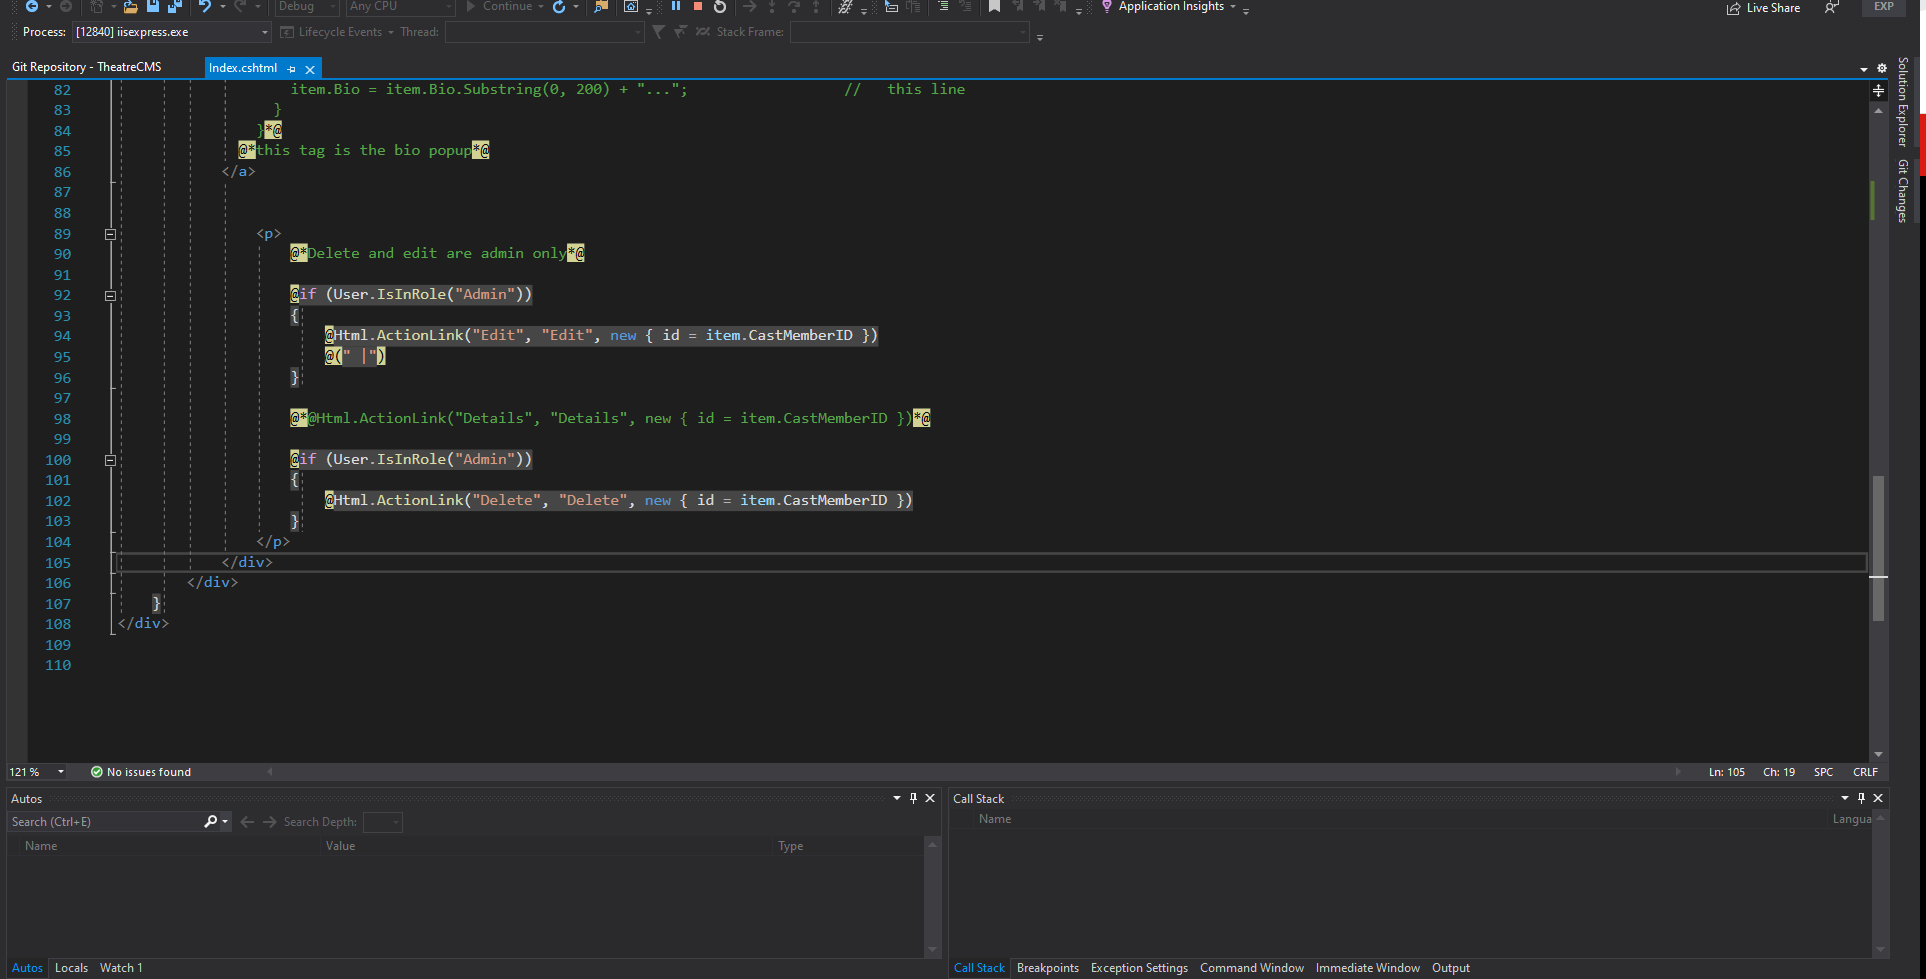 Debug Any CPU Continue Application Insights Live Share EXP
Process: [12840] iisexpress.exe Lifecycle Events Thread: Stack Frame:
Git Repository - TheatreCMS Index.cshtml
Solution Explorer
Git Changes
82 item.Bio = item.Bio.Substring(0, 200) + "..."; // this line
83 }
84 }*@
85 @*this tag is the bio popup*@
86 </a>
87
88
89 <p>
90 @*Delete and edit are admin only*@
91
92 @if (User.IsInRole("Admin"))
93 {
94 @Html.ActionLink("Edit", "Edit", new { id = item.CastMemberID })
95 @(" |")
96 }
97
98 @*@Html.ActionLink("Details", "Details", new { id = item.CastMemberID })*@
99
100 @if (User.IsInRole("Admin"))
101 {
102 @Html.ActionLink("Delete", "Delete", new { id = item.CastMemberID })
103 }
104 </p>
105 </div>
106 </div>
107 }
108 </div>
109
110
121 % No issues found Ln: 105 Ch: 19 SPC CRLF
Autos
Search (Ctrl+E) Search Depth:
Name Value Type
Autos Locals Watch 1
Call Stack
Name Langua
Call Stack Breakpoints Exception Settings Command Window Immediate Window Output